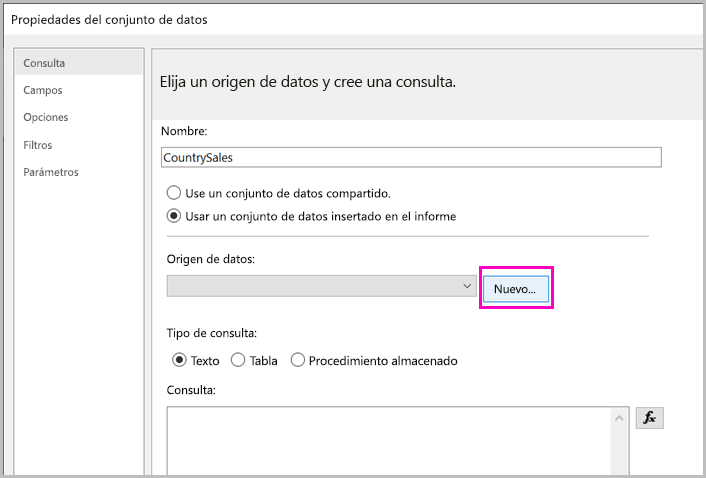 Propiedades del conjunto de datos
Consulta
Campos
Opciones
Filtros
Parámetros
Elija un origen de datos y cree una consulta.
Nombre:
CountrySales
Use un conjunto de datos compartido.
Usar un conjunto de datos insertado en el informe
Origen de datos:
Nuevo...
Tipo de consulta:
Texto Tabla Procedimiento almacenado
Consulta:
fx